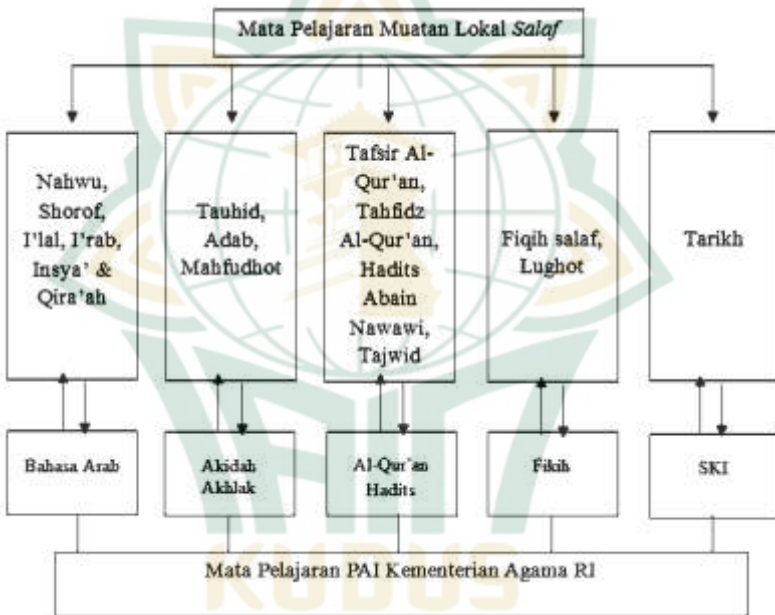 Mata Pelajaran Muatan Lokal Salaf
Nahwu,
Shorof,
I'lal, I'rab,
Insya' &
Qira'ah
Tauhid,
Adab,
Mahfudhot
Tafsir Al-
Qur'an,
Tahfidz
Al-Qur'an,
Hadits
Abain
Nawawi,
Tajwid
Fiqih salaf,
Lughot
Tarikh
Bahasa Arab
Akidah
Akhlak
Al-Qur'an
Hadits
Fikih
SKI
Mata Pelajaran PAI Kementerian Agama RI
KUDUS